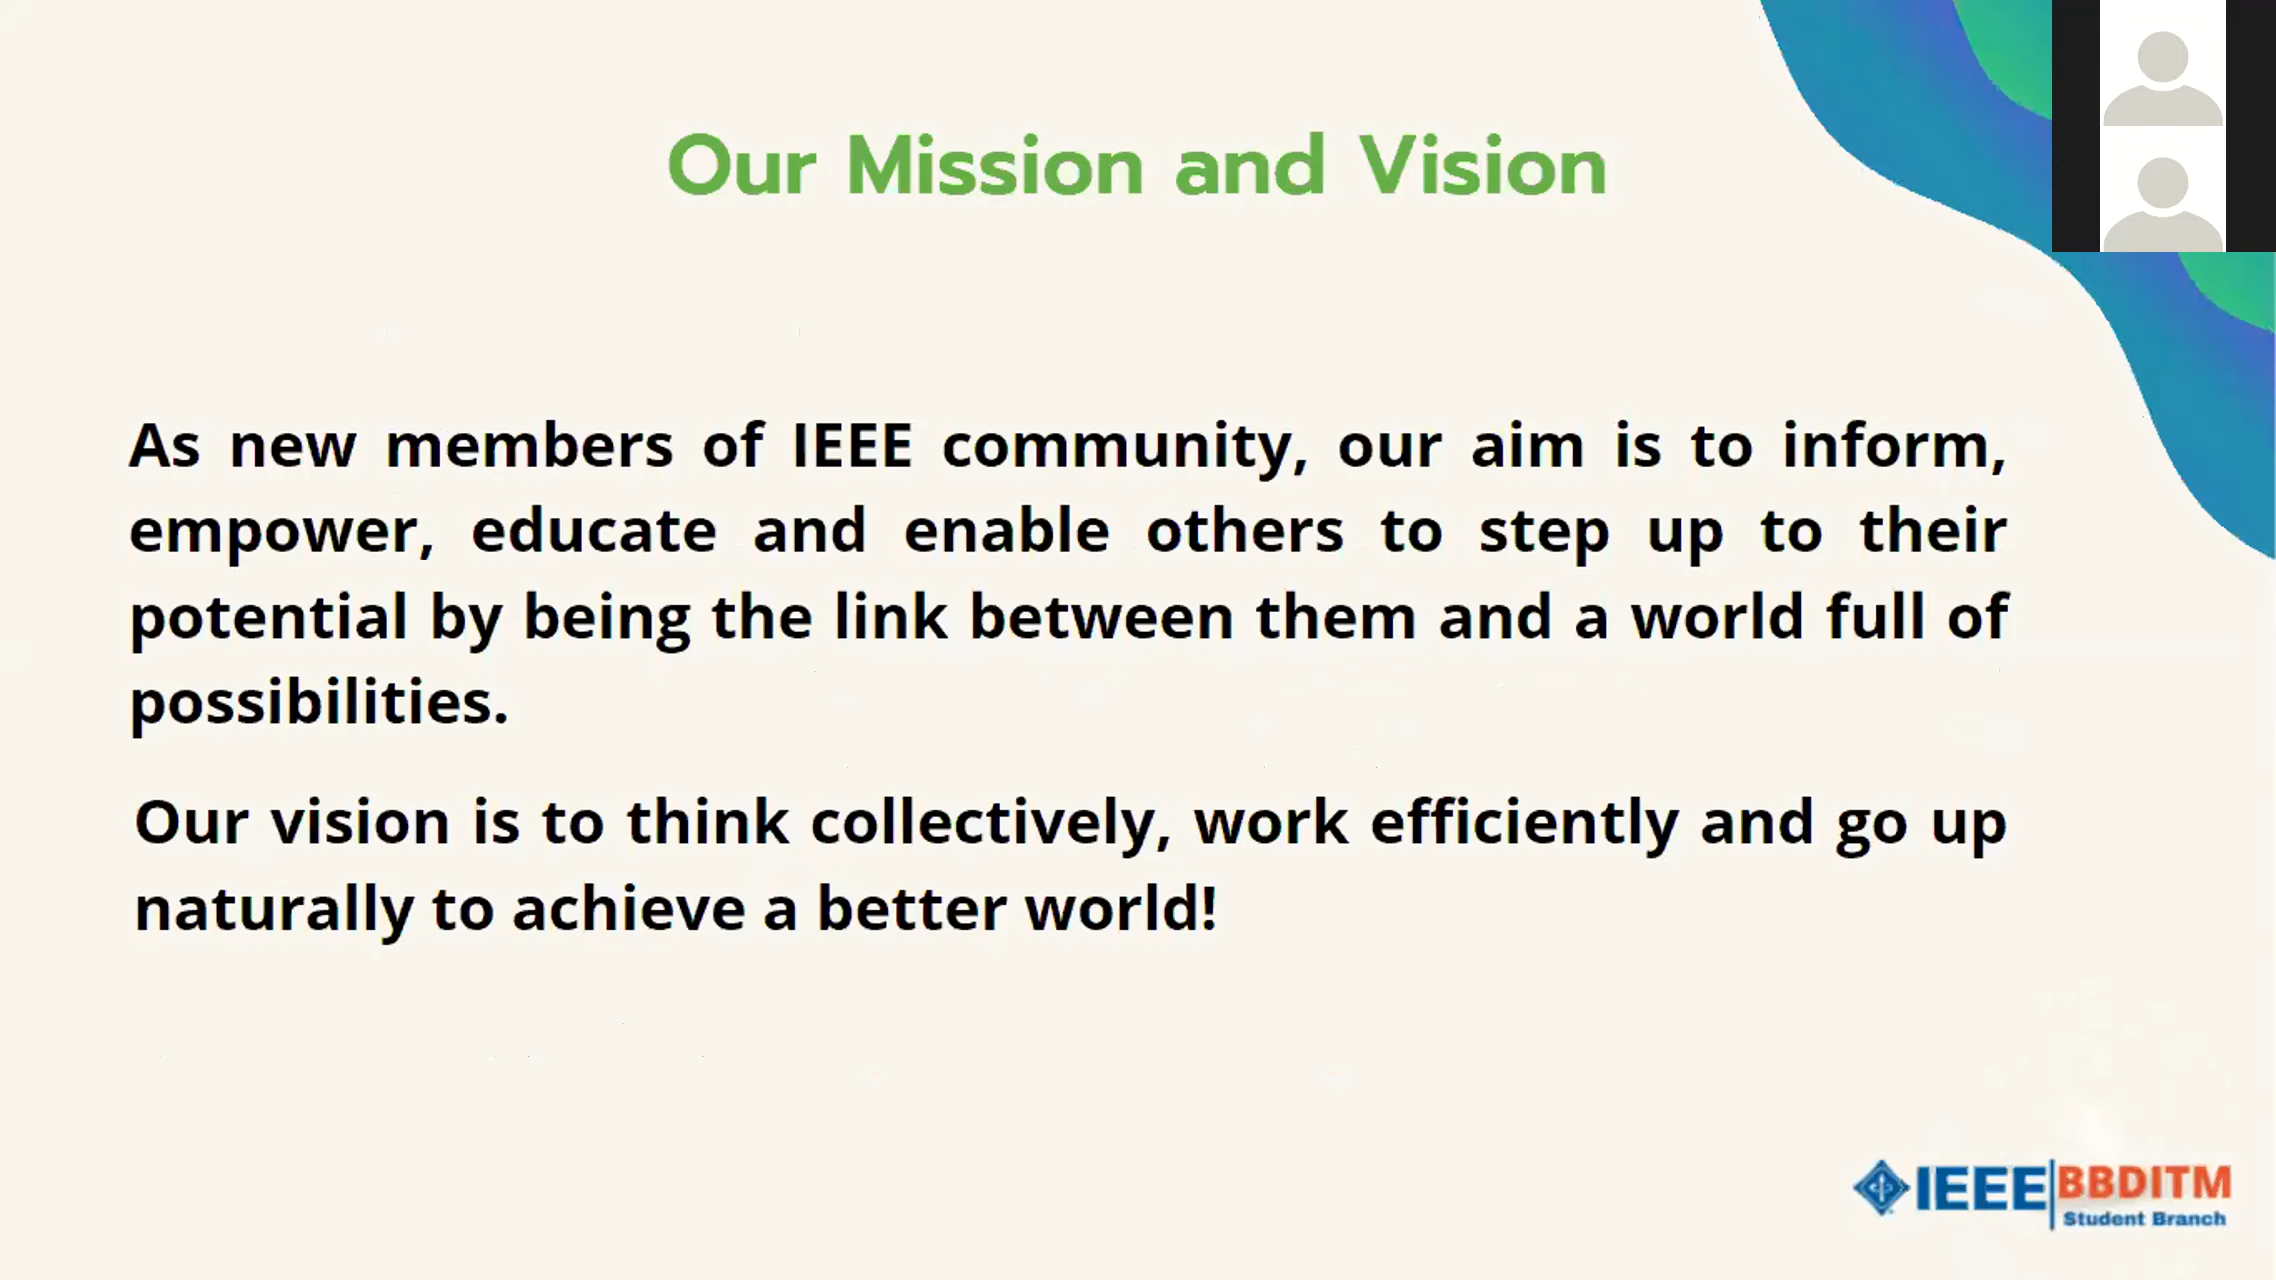 Our Mission and Vision
As new members of IEEE community, our aim is to inform,
empower, educate and enable others to step up to their
potential by being the link between them and a world full of
possibilities.
Our vision is to think collectively, work efficiently and go up
naturally to achieve a better world!
IEEE BBDITM
Student Branch